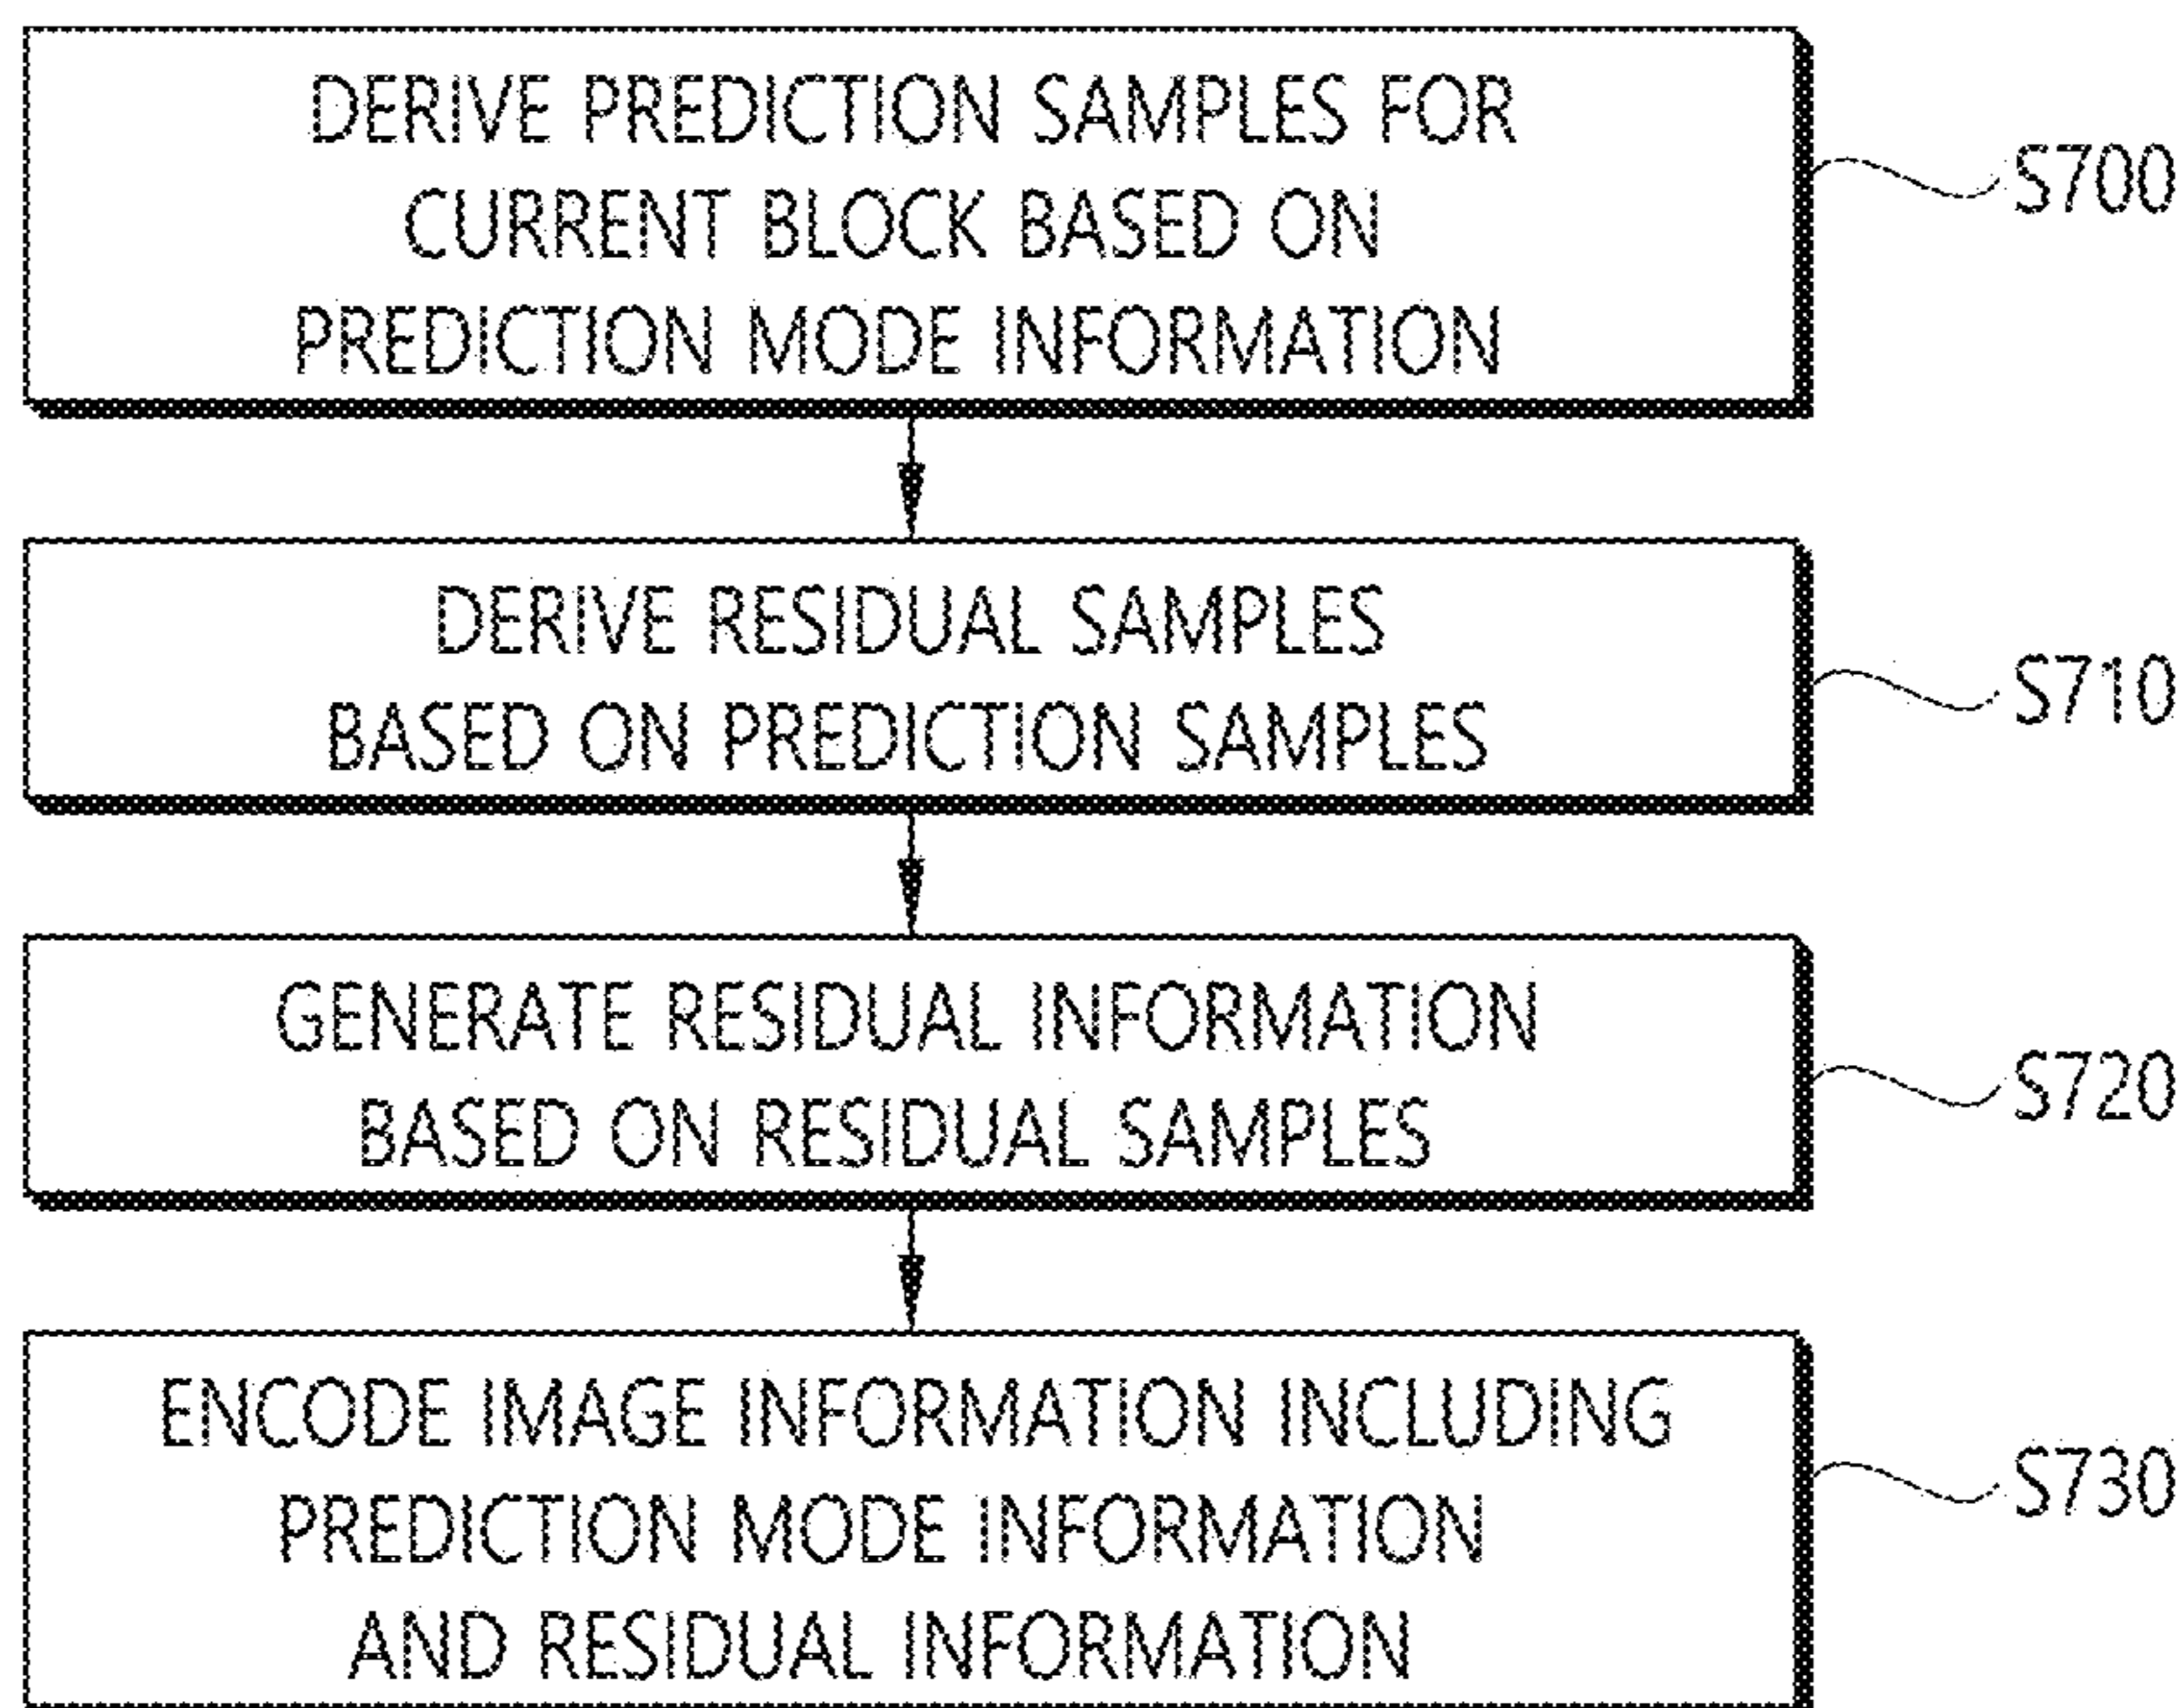 DERIVE PREDICTION SAMPLES FOR
CURRENT BLOCK BASED ON
PREDICTION MODE INFORMATION
S700
DERIVE RESIDUAL SAMPLES
BASED ON PREDICTION SAMPLES
S710
GENERATE RESIDUAL INFORMATION
BASED ON RESIDUAL SAMPLES
S720
ENCODE IMAGE INFORMATION INCLUDING
PREDICTION MODE INFORMATION
AND RESIDUAL INFORMATION
S730